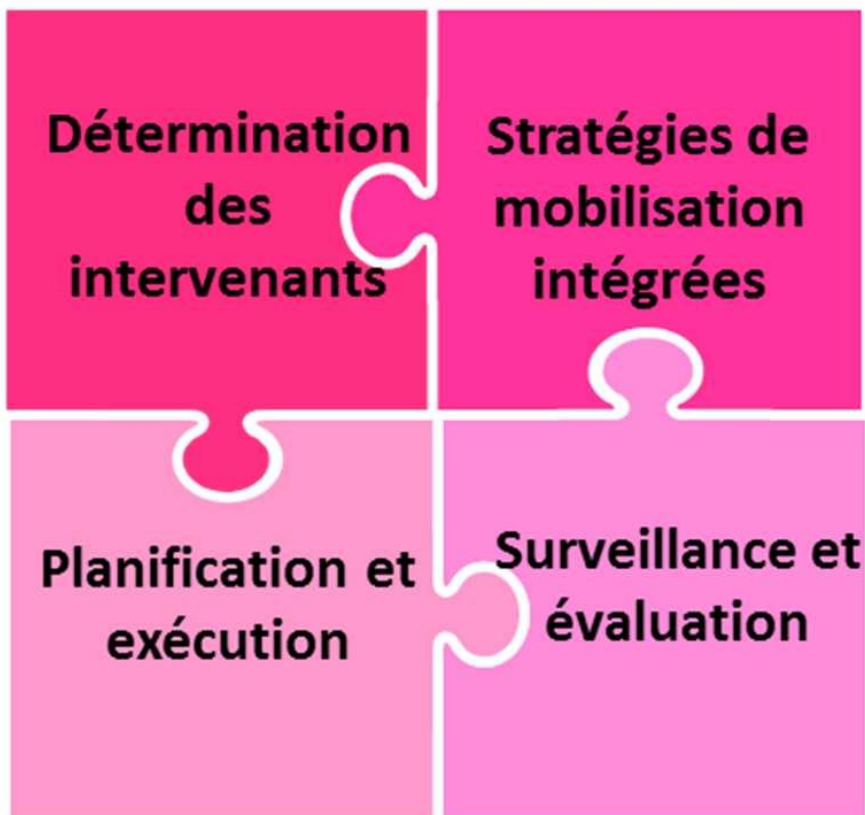 Détermination
des
intervenants
Stratégies de
mobilisation
intégrées
Planification et
exécution
Surveillance et
évaluation